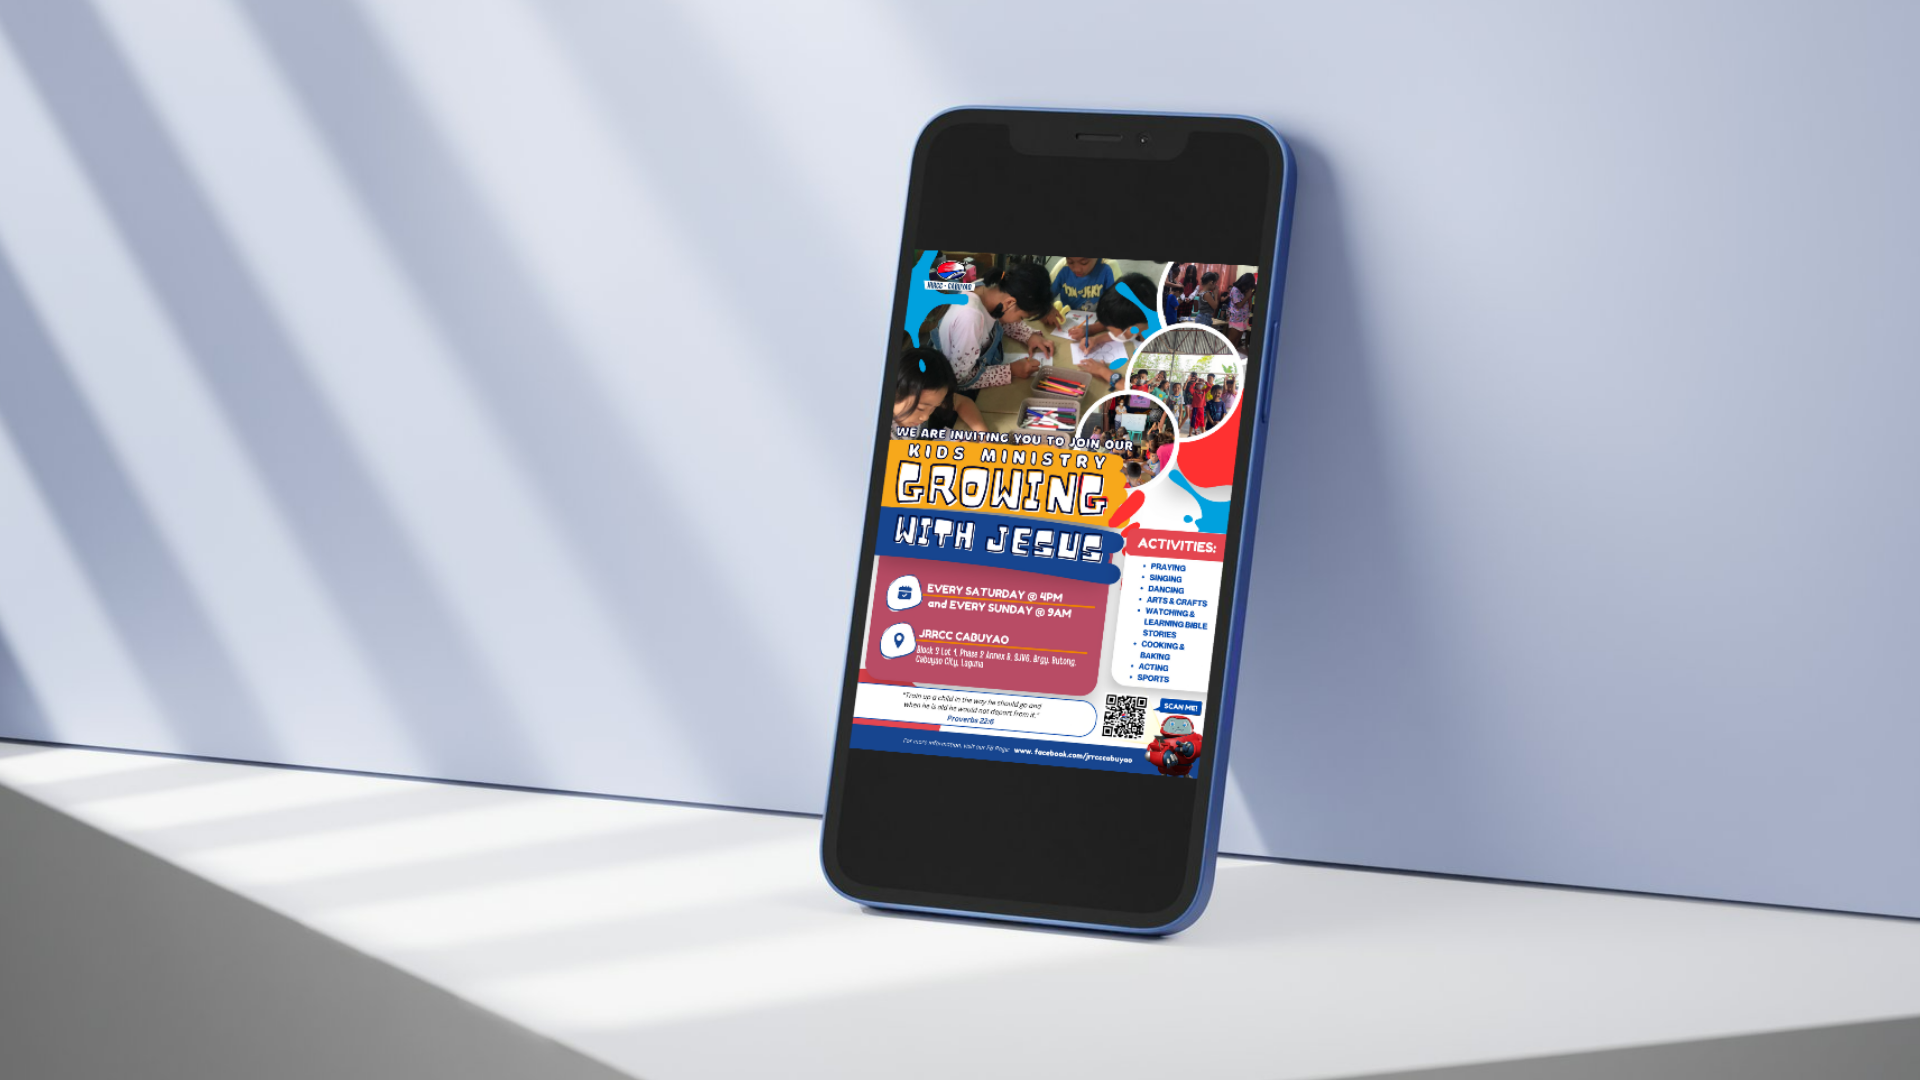 JRRCC - CABUYAO
WE ARE INVITING YOU TO JOIN OUR
KIDS MINISTRY
GROWING
WITH JESUS
EVERY SATURDAY @ 4PM
and EVERY SUNDAY @ 9AM
JRRCC CABUYAO
Block 3 Lot 1, Phase 2 Annex B, SJV6, Brgy. Butong,
Cabuyao City, Laguna
ACTIVITIES:
• PRAYING
• SINGING
• DANCING
• ARTS & CRAFTS
• WATCHING &
LEARNING BIBLE
STORIES
• COOKING &
BAKING
• ACTING
• SPORTS
"Train up a child in the way he should go and
when he is old he would not depart from it."
Proverbs 22:6
SCAN ME!
For more information, visit our FB Page www.facebook.com/jrrcccabuyao